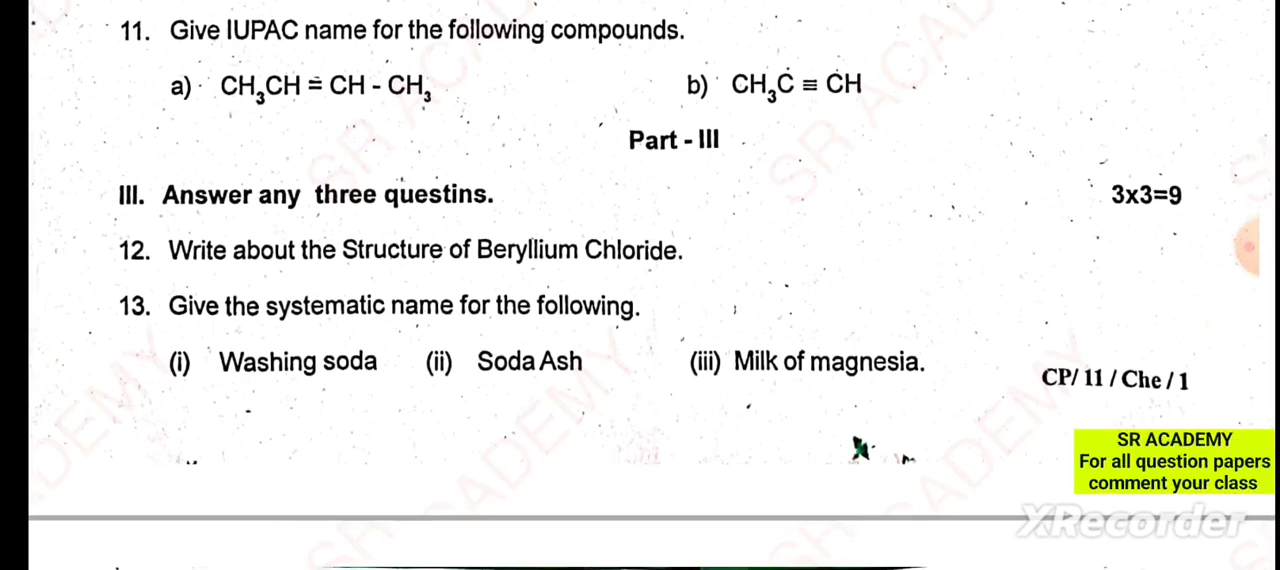 11. Give IUPAC name for the following compounds.
a) CH₃CH = CH - CH₃ b) CH₃C ≡ CH
Part - III
III. Answer any three questins. 3x3=9
12. Write about the Structure of Beryllium Chloride.
13. Give the systematic name for the following.
(i) Washing soda (ii) Soda Ash (iii) Milk of magnesia.
CP/ 11 / Che / 1
SR ACADEMY
For all question papers
comment your class
XRecorder
SR ACADEMY